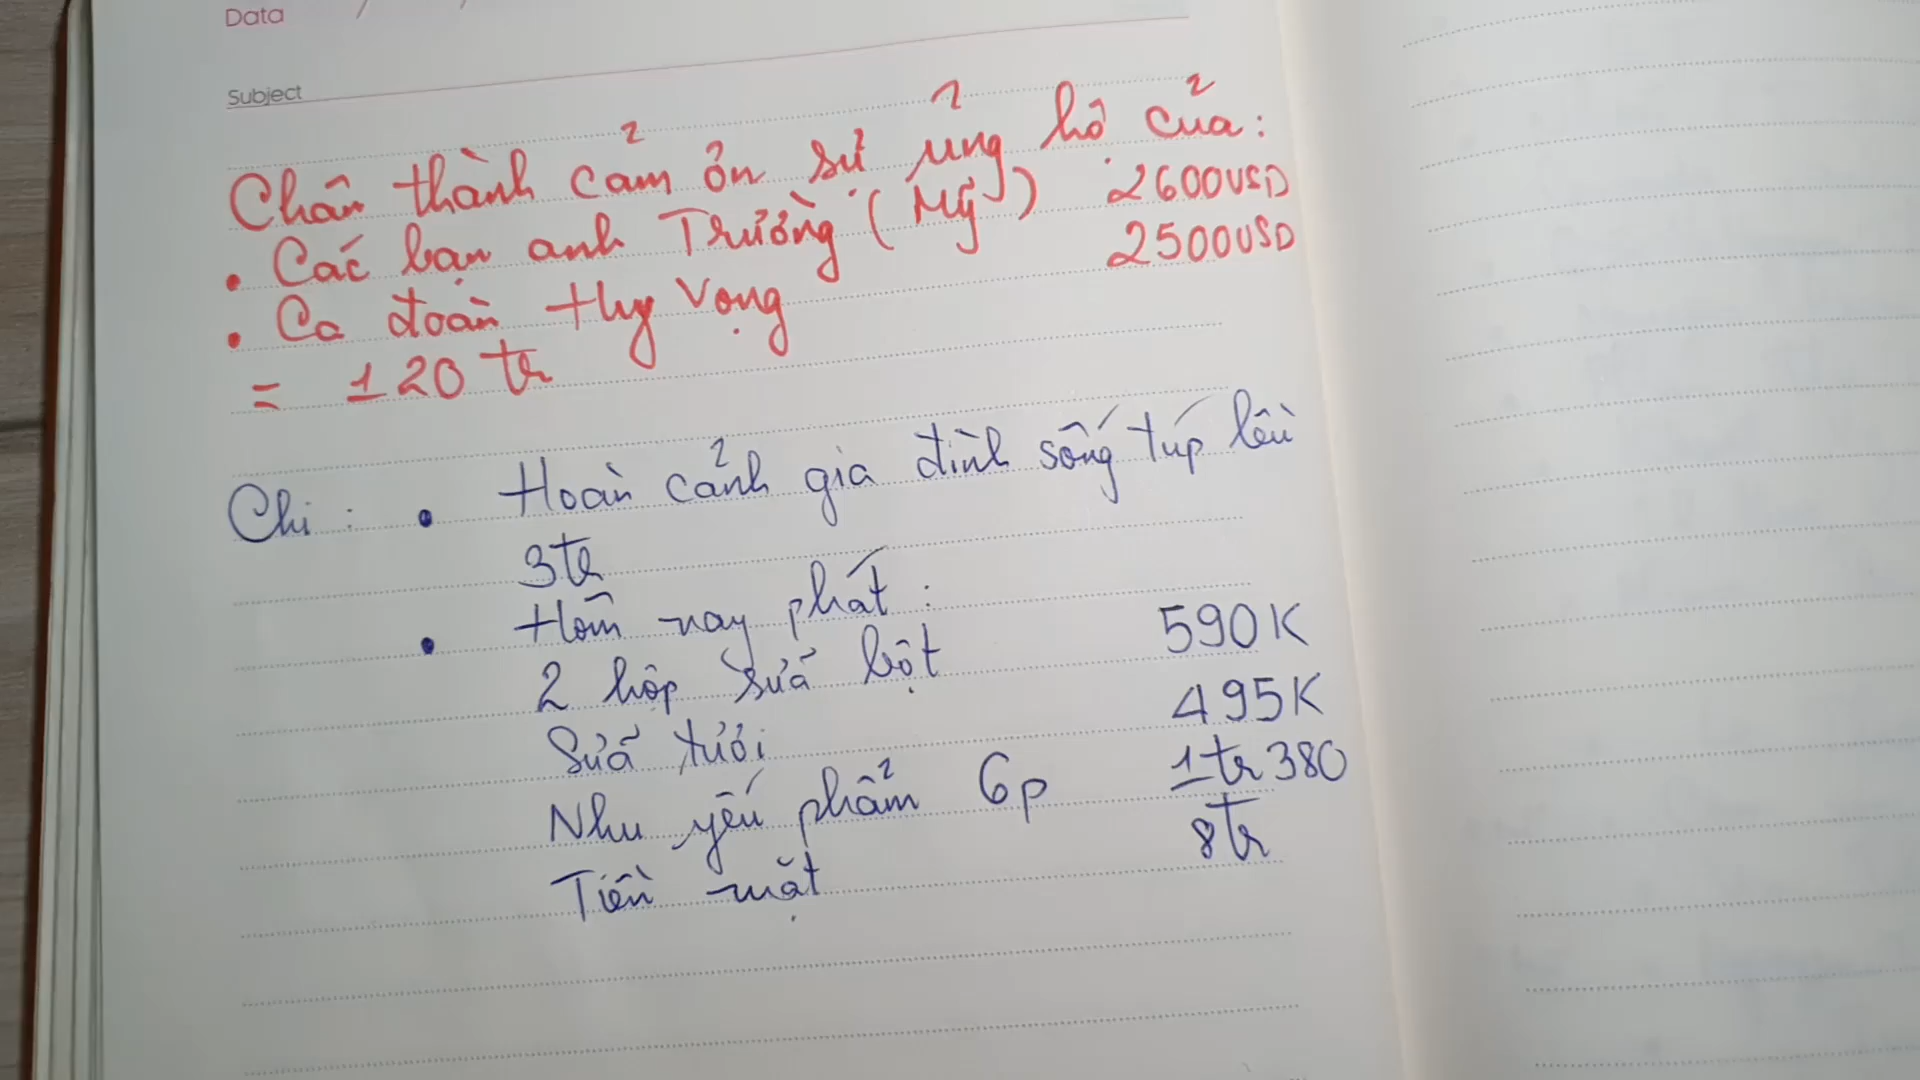 Data / /
Subject
Chân thành cảm ơn sự ủng hộ của:
• Các bạn anh Trường (Mỹ) 2600USD
• Ca đoàn Hy Vọng 2500USD
= 120 tr
Chi: • Hoàn cảnh gia đình sống túp lều
3tr
• Hôm nay phát:
2 hộp sữa bột 590K
Sữa tươi 495K
Nhu yếu phẩm 6p 1tr380
Tiền mặt 8tr